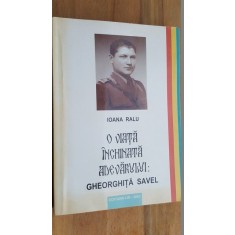 IOANA RALU
O VIAȚĂ
ÎNCHINATĂ
ADEVĂRULUI:
GHEORGHIȚĂ SAVEL